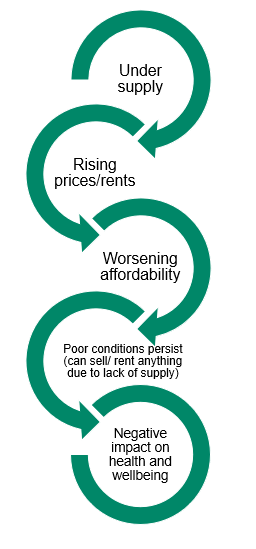 Under
supply
Rising
prices/rents
Worsening
affordability
Poor conditions persist
(can sell/ rent anything
due to lack of supply)
Negative
impact on
health and
wellbeing